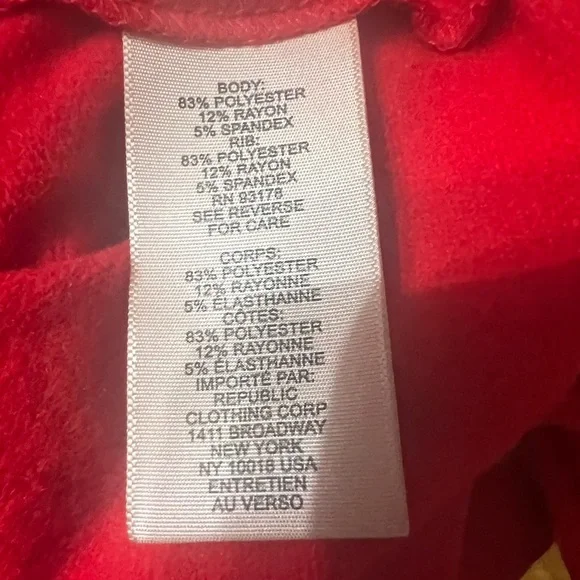 BODY:
83% POLYESTER
12% RAYON
5% SPANDEX
RIB:
83% POLYESTER
12% RAYON
5% SPANDEX
RN 93178
SEE REVERSE
FOR CARE
CORPS:
83% POLYESTER
12% RAYONNE
5% ÉLASTHANNE
CÔTES:
83% POLYESTER
12% RAYONNE
5% ÉLASTHANNE
IMPORTÉ PAR:
REPUBLIC
CLOTHING CORP
1411 BROADWAY
NEW YORK
NY 10018 USA
ENTRETIEN
AU VERSO